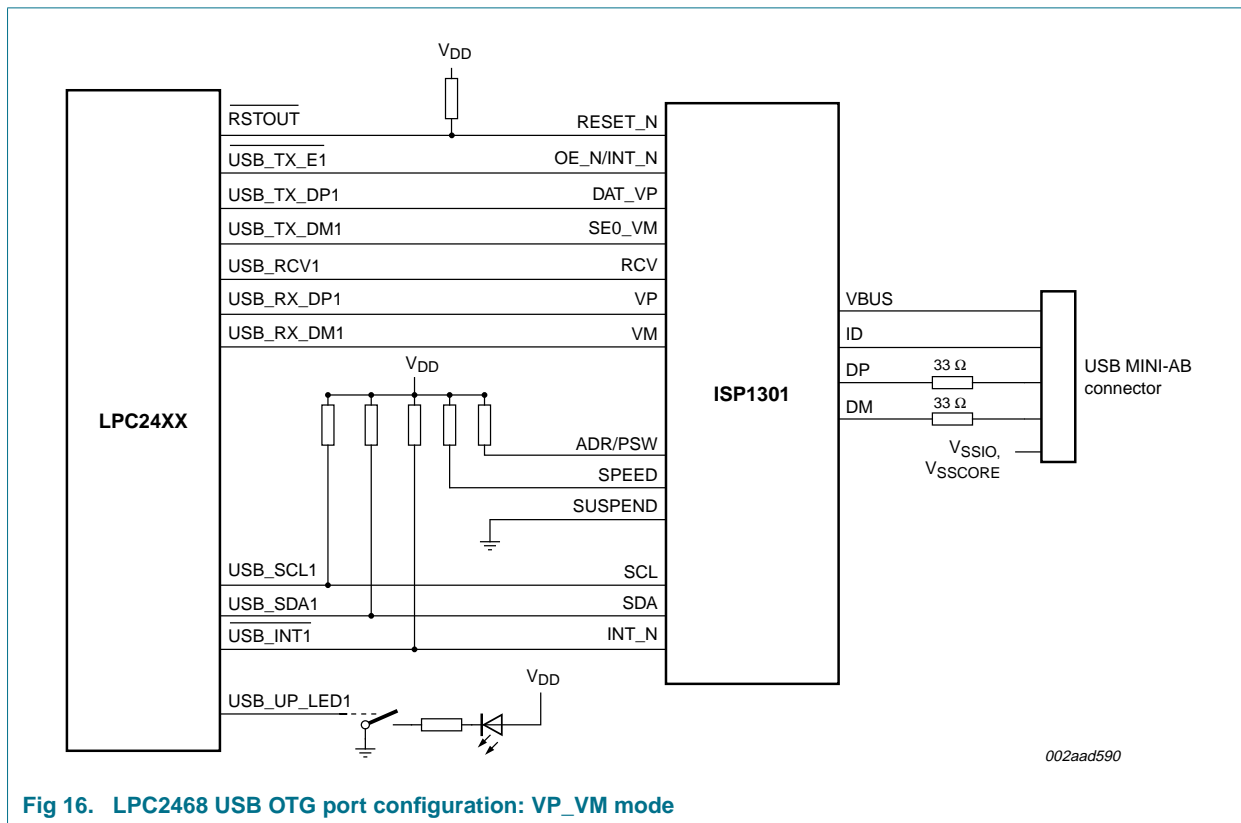 VDD
RSTOUT RESET_N
USB_TX_E1 OE_N/INT_N
USB_TX_DP1 DAT_VP
USB_TX_DM1 SE0_VM
USB_RCV1 RCV
USB_RX_DP1 VP
USB_RX_DM1 VM
VBUS
ID
DP 33 Ω
DM 33 Ω
USB MINI-AB
connector
VSSIO,
VSSCORE
VDD
LPC24XX
ISP1301
ADR/PSW
SPEED
SUSPEND
USB_SCL1 SCL
USB_SDA1 SDA
USB_INT1 INT_N
VDD
USB_UP_LED1
002aad590
Fig 16. LPC2468 USB OTG port configuration: VP_VM mode